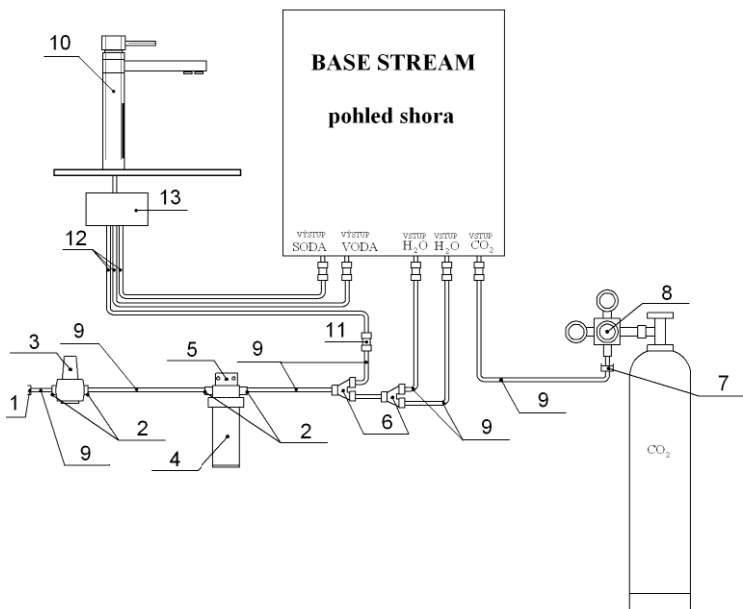 10
BASE STREAM
pohled shora
13
VÝSTUP SODA
VÝSTUP VODA
VSTUP H₂O
VSTUP H₂O
VSTUP CO₂
12
8
11
3
9
5
9
7
1
2
2
6
9
9
9
4
CO₂